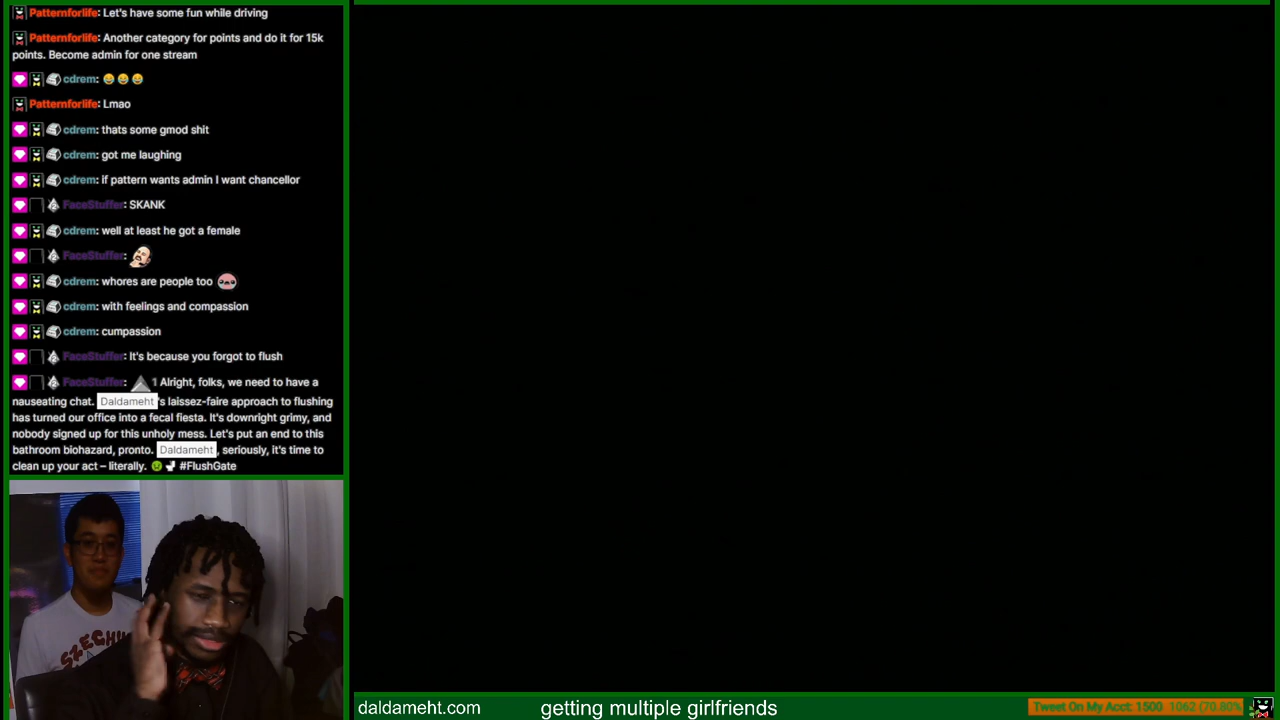 Patternforlife: Let's have some fun while driving
Patternforlife: Another category for points and do it for 15k
points. Become admin for one stream
cdrem: 😂😂😂
Patternforlife: Lmao
cdrem: thats some gmod shit
cdrem: got me laughing
cdrem: if pattern wants admin I want chancellor
FaceStuffer: SKANK
cdrem: well at least he got a female
FaceStuffer:
cdrem: whores are people too
cdrem: with feelings and compassion
cdrem: cumpassion
FaceStuffer: It's because you forgot to flush
FaceStuffer: 1 Alright, folks, we need to have a
nauseating chat. Daldameht's laissez-faire approach to flushing
has turned our office into a fecal fiesta. It's downright grimy, and
nobody signed up for this unholy mess. Let's put an end to this
bathroom biohazard, pronto. Daldameht, seriously, it's time to
clean up your act – literally. 🤢 🚽 #FlushGate
SZECHU
daldameht.com
getting multiple girlfriends
Tweet On My Acct: 1500 1062 (70.80%